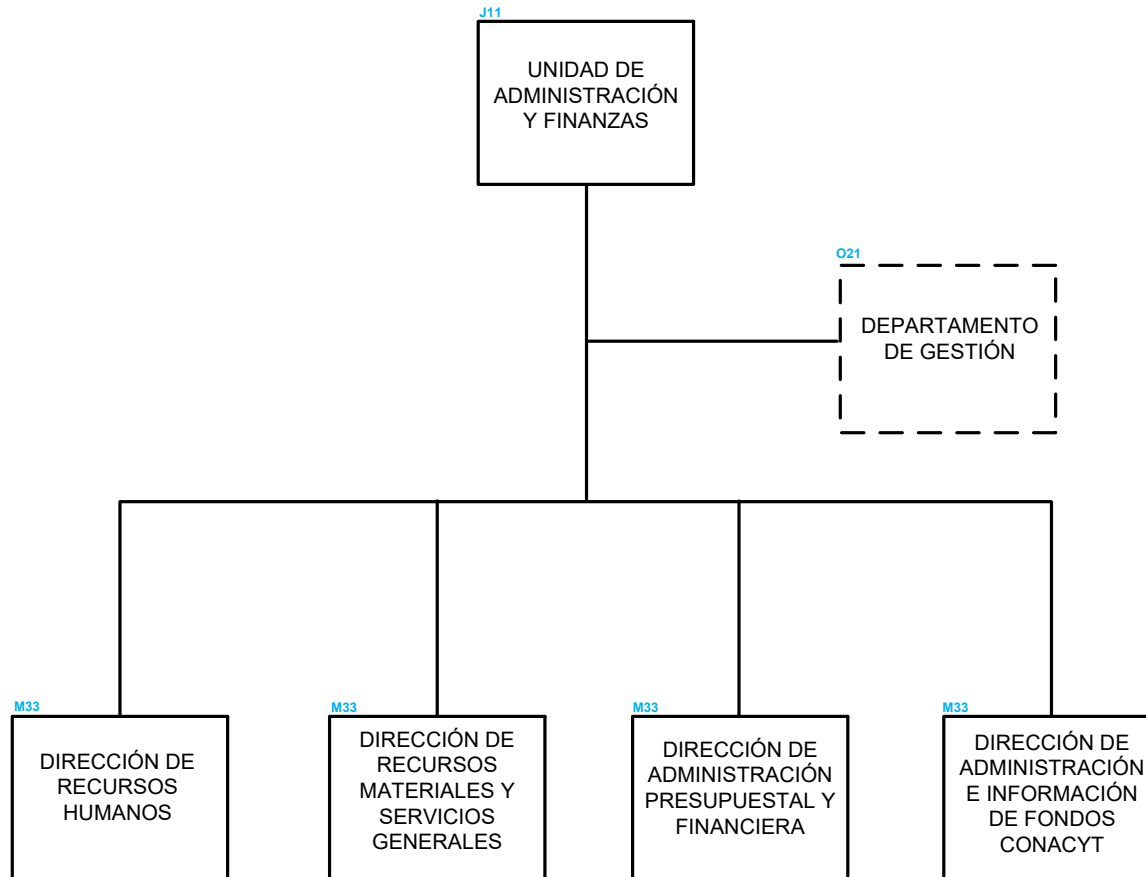 J11
UNIDAD DE
ADMINISTRACIÓN
Y FINANZAS
O21
DEPARTAMENTO
DE GESTIÓN
M33
DIRECCIÓN DE
RECURSOS
HUMANOS
M33
DIRECCIÓN DE
RECURSOS
MATERIALES Y
SERVICIOS
GENERALES
M33
DIRECCIÓN DE
ADMINISTRACIÓN
PRESUPUESTAL Y
FINANCIERA
M33
DIRECCIÓN DE
ADMINISTRACIÓN
E INFORMACIÓN
DE FONDOS
CONACYT